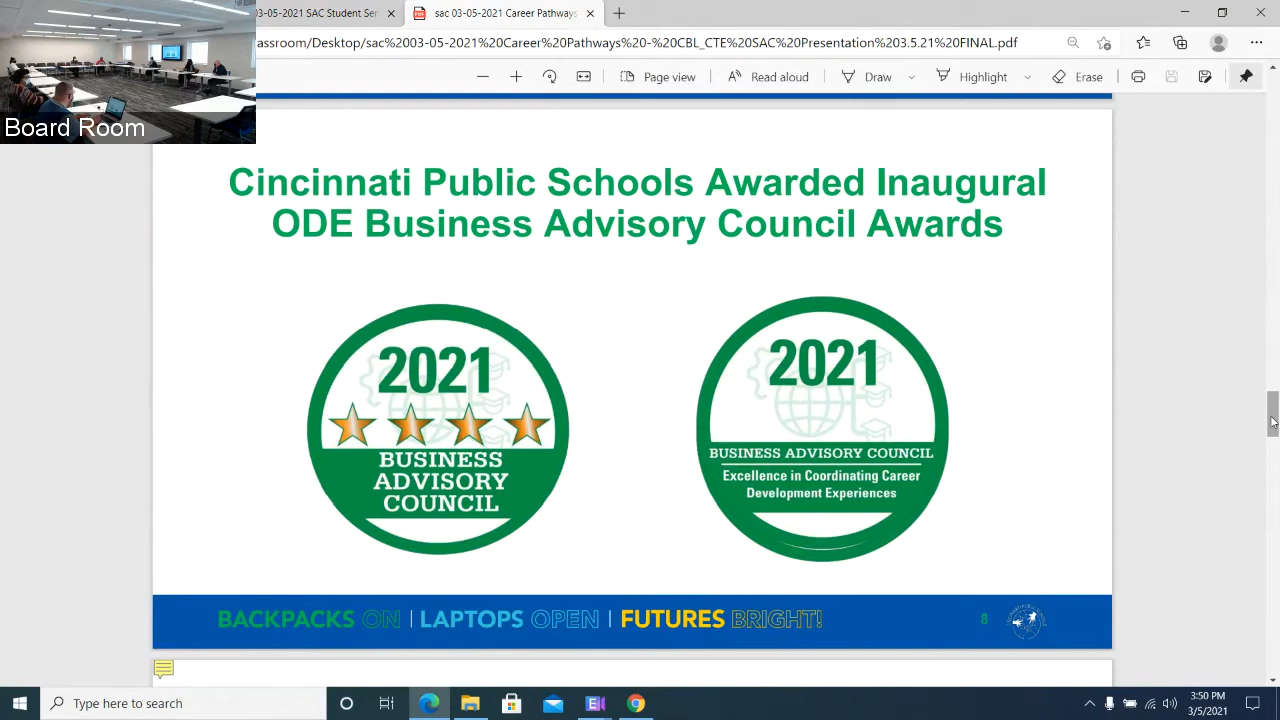 03-05 2021 SACS Student Ser
sac 03-05 2021 Career Pathways
assroom/Desktop/sac%2003-05-2021%20Career%20Pathways%20-%20CBL_CTE%20SAC%20Presentation%203.5.21%20FINAL.pdf
Page view
Read aloud
Draw
Highlight
Erase
Board Room
Cincinnati Public Schools Awarded Inaugural
ODE Business Advisory Council Awards
2021
BUSINESS
ADVISORY
COUNCIL
2021
BUSINESS ADVISORY COUNCIL
Excellence in Coordinating Career
Development Experiences
BACKPACKS ON | LAPTOPS OPEN | FUTURES BRIGHT!
8
Type here to search
3:50 PM
3/5/2021